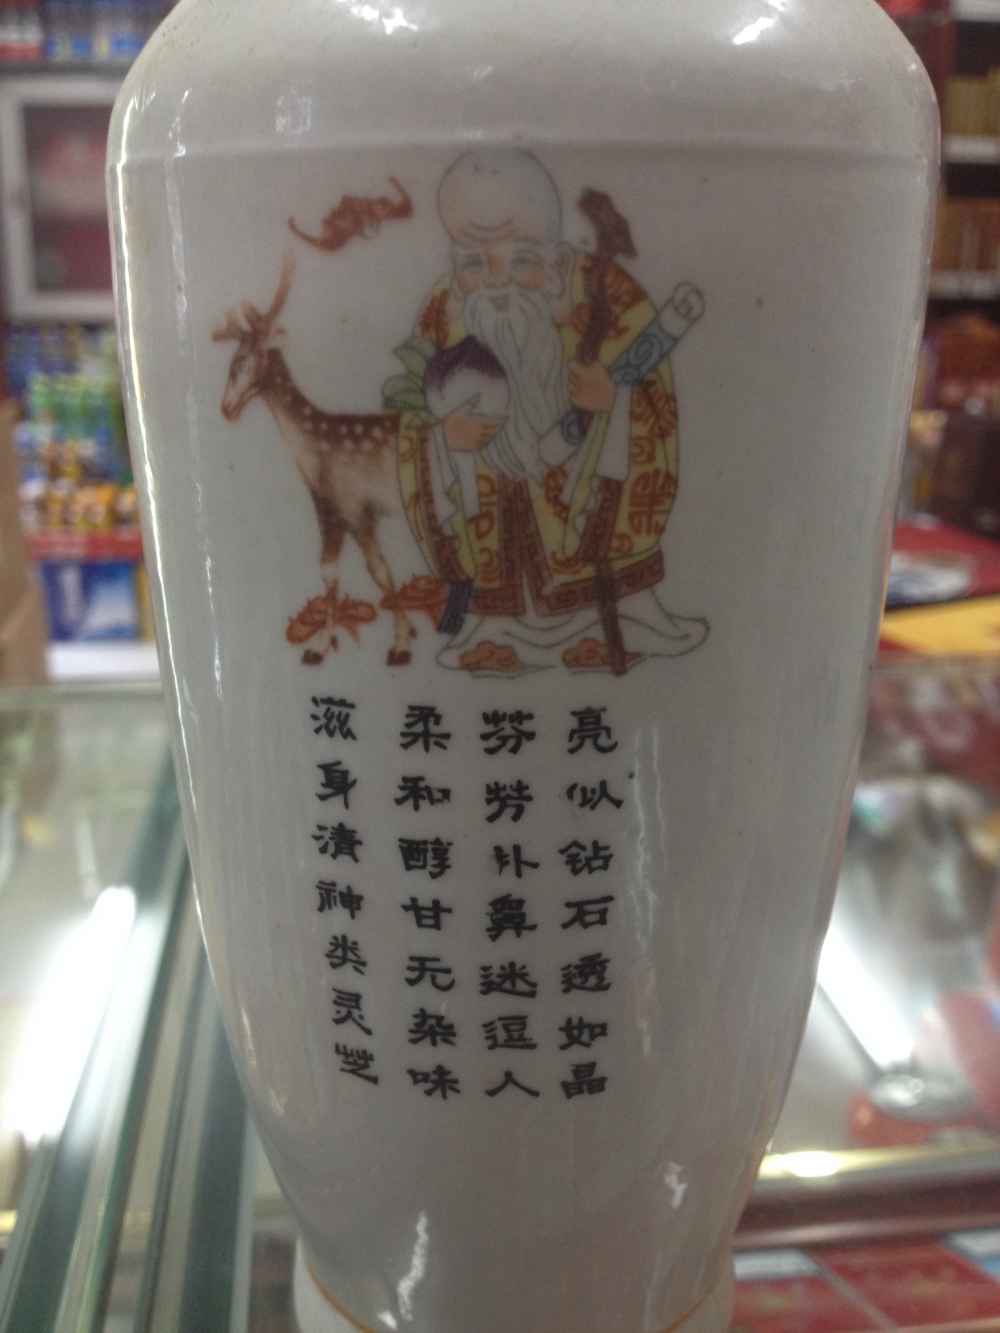 亮似钻石透如晶
芬芳扑鼻迷逗人
柔和醇甘无杂味
滋身清神类灵芝